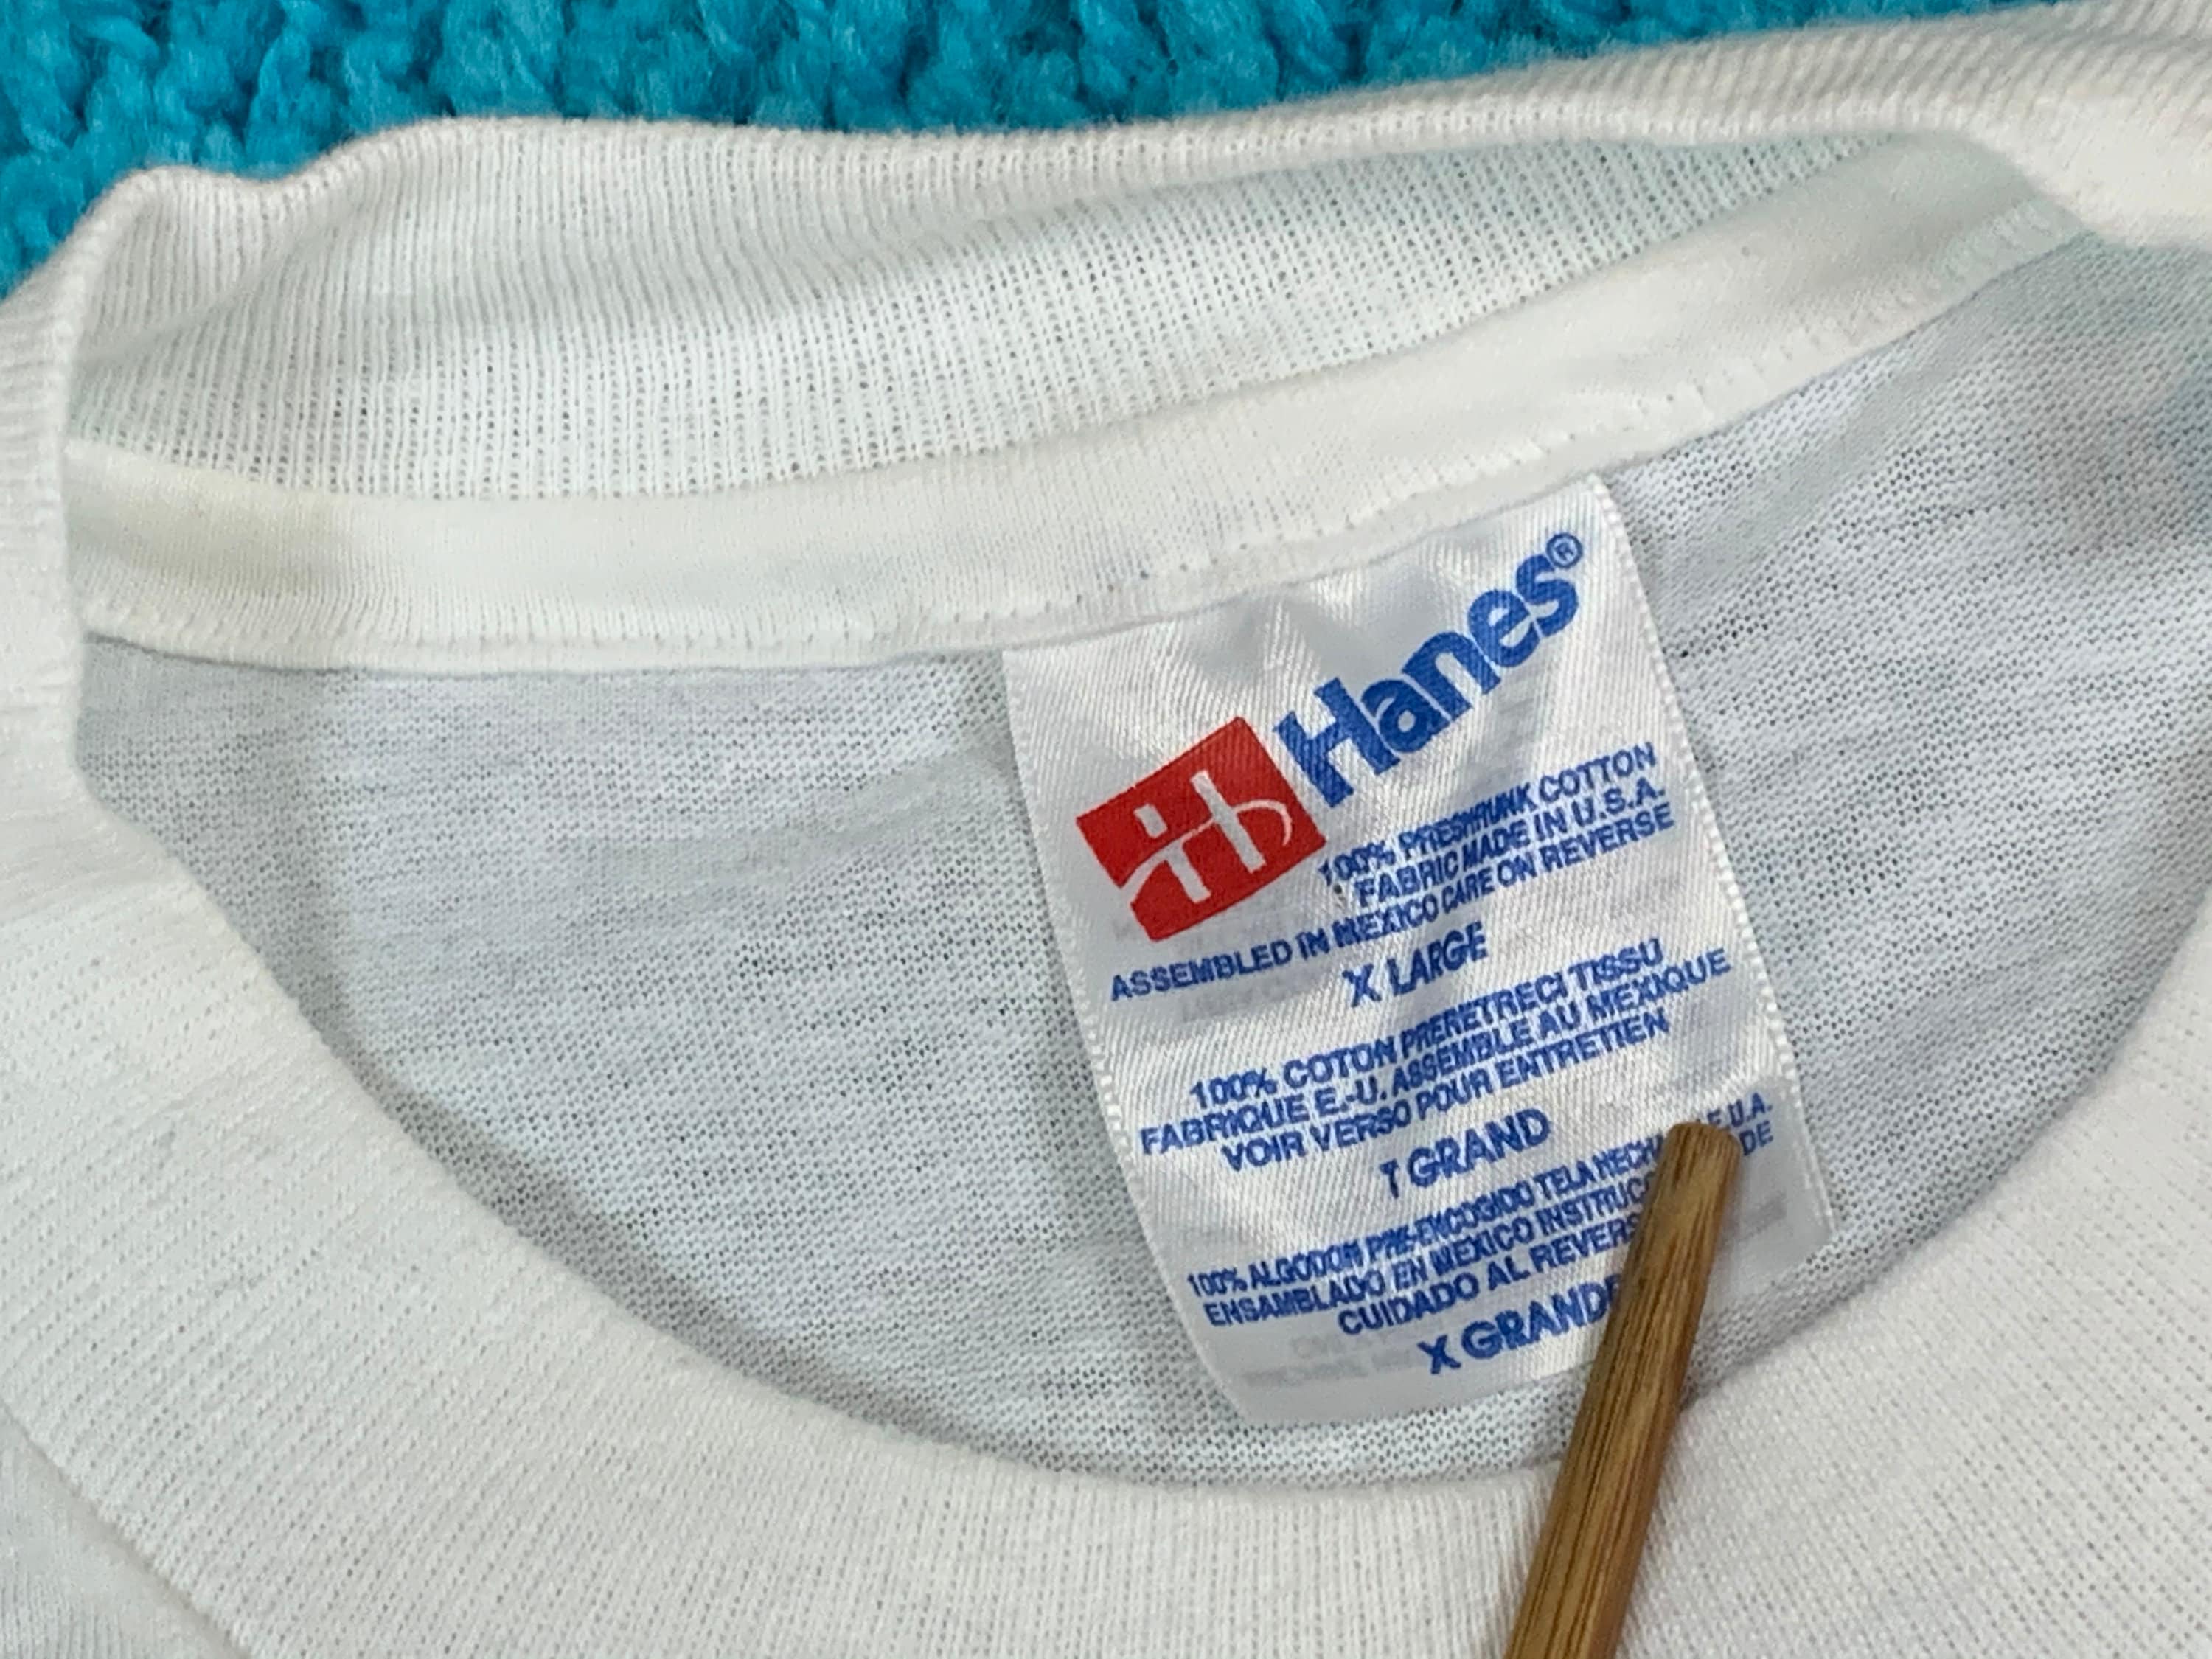 Hanes®
100% PRESHRUNK COTTON
FABRIC MADE IN U.S.A.
ASSEMBLED IN MEXICO CARE ON REVERSE
X LARGE
100% COTON PRERETRECI TISSU
FABRIQUE E.-U. ASSEMBLE AU MEXIQUE
VOIR VERSO POUR ENTRETIEN
T GRAND
100% ALGODON PRE-ENCOGIDO TELA HECHA E.U.A.
ENSAMBLADO EN MEXICO DE
CUIDADO AL
X GRANDE